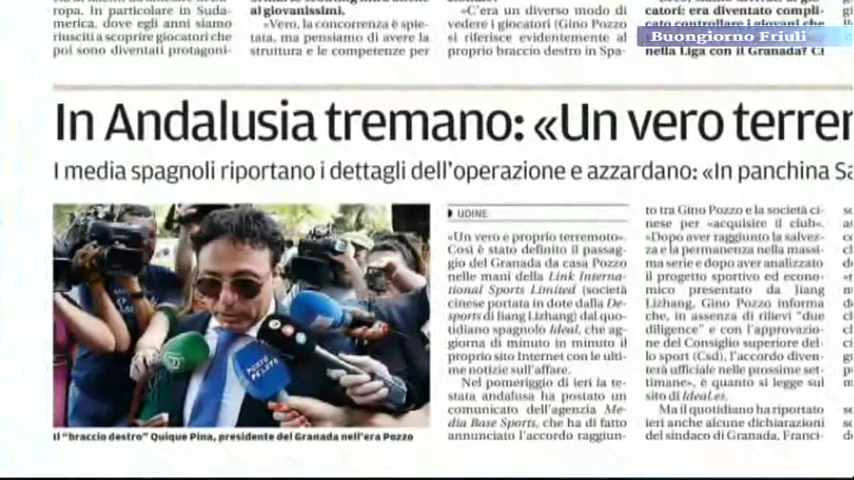 ropa. In particolare in Suda-
merica, dove egli anni siamo
riusciti a scoprire giocatori che
poi sono diventati protagoni-
ai giovanissimi.
«Vero, la concorrenza è spie-
tata, ma pensiamo di avere la
struttura e le competenze per
«C'era un diverso modo di
vedere i giocatori (Gino Pozzo
si riferisce evidentemente al
proprio braccio destro in Spa-
catori: era diventato compli-
cato controllare i giovani che
nella Liga con il Granada? Ci
Buongiorno Friuli
In Andalusia tremano: «Un vero terrem
I media spagnoli riportano i dettagli dell'operazione e azzardano: «In panchina Sa
PUNTO
PELOTA
Il "braccio destro" Quique Pina, presidente del Granada nell'era Pozzo
UDINE
«Un vero e proprio terremoto».
Così è stato definito il passag-
gio del Granada da casa Pozzo
nelle mani della Link Interna-
tional Sports Limited (società
cinese portata in dote dalla De-
sports di Jiang Lizhang) dal quo-
tidiano spagnolo Ideal, che ag-
giorna di minuto in minuto il
proprio sito Internet con le ulti-
me notizie sull'affare.
Nel pomeriggio di ieri la te-
stata andalusa ha postato un
comunicato dell'agenzia Me-
dia Base Sports, che ha di fatto
annunciato l'accordo raggiun-
to tra Gino Pozzo e la società ci-
nese per «acquisire il club».
«Dopo aver raggiunto la salvez-
za e la permanenza nella massi-
ma serie e dopo aver analizzato
il progetto sportivo ed econo-
mico presentato da Jiang
Lizhang, Gino Pozzo informa
che, in assenza di rilievi "due
diligence" e con l'approvazio-
ne del Consiglio superiore del-
lo sport (Csd), l'accordo diven-
terà ufficiale nelle prossime set-
timane», è quanto si legge sul
sito di Ideal.es.
Ma il quotidiano ha riportato
ieri anche alcune dichiarazioni
del sindaco di Granada, Franci-